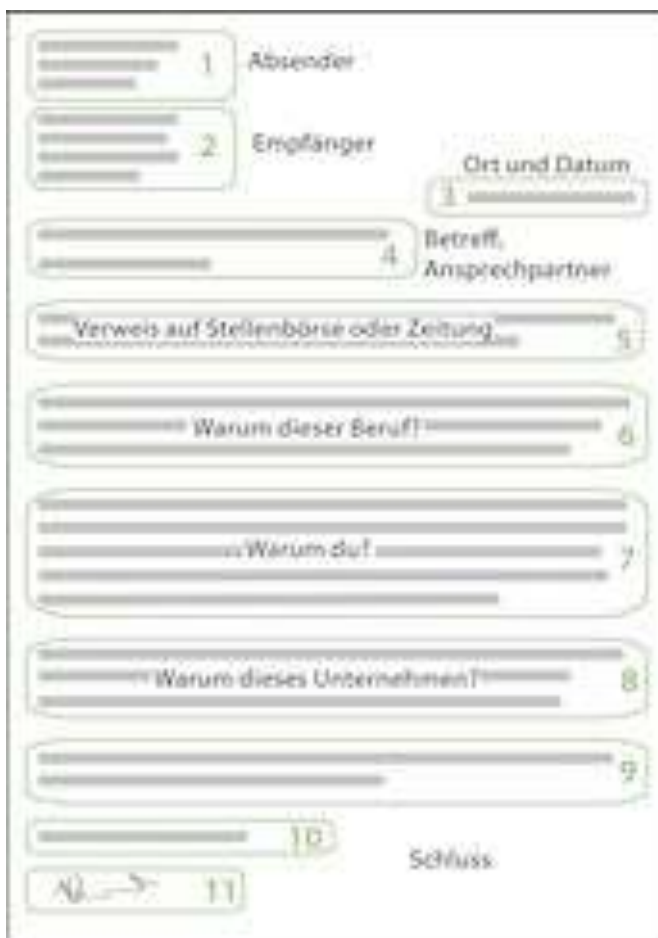 1 Absender
2 Empfänger
Ort und Datum
3
4 Betreff,
Ansprechpartner
Verweis auf Stellenbörse oder Zeitung
5
Warum dieser Beruf?
6
Warum du?
7
Warum dieses Unternehmen?
8
9
10
Schluss
11